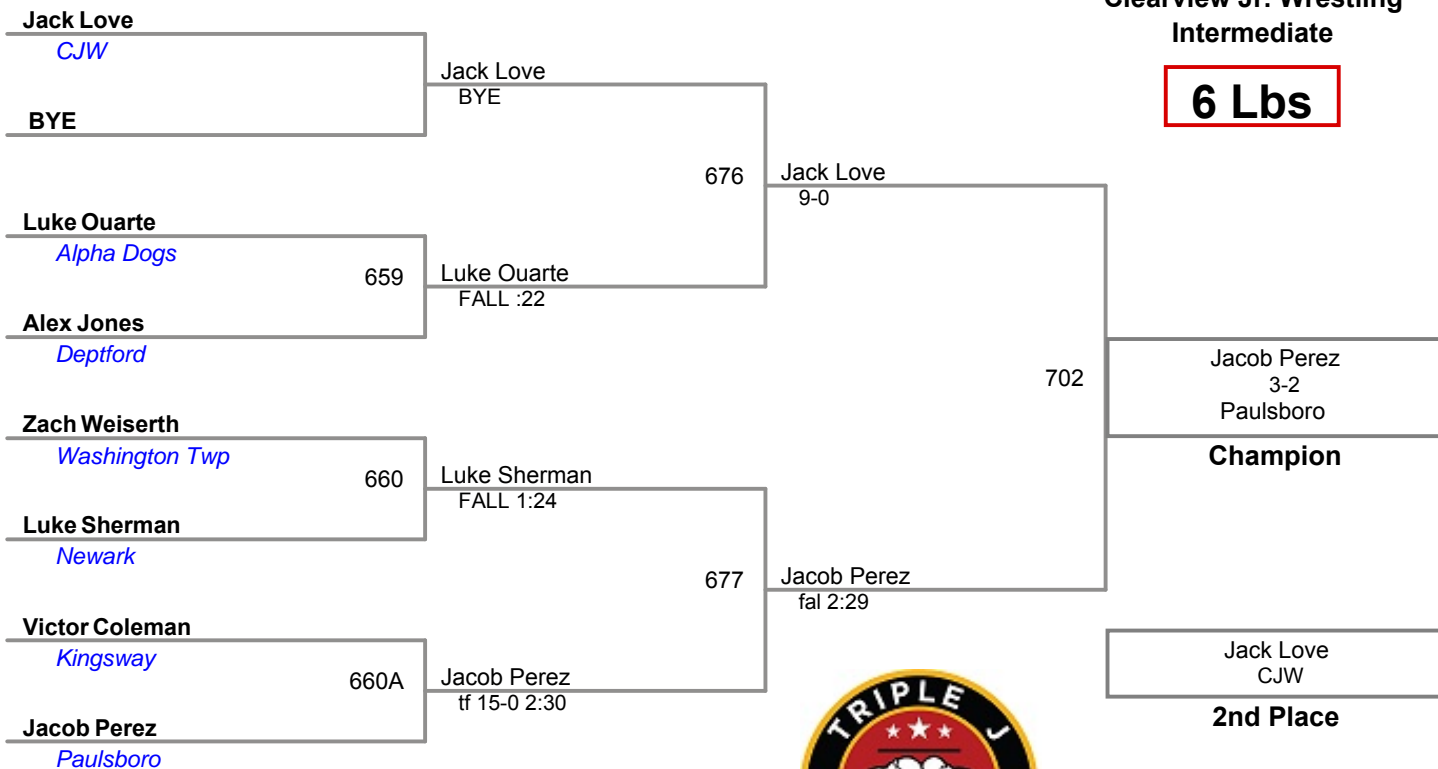 Clearview Jr. Wrestling
Intermediate
6 Lbs
Jack Love
CJW
BYE
Luke Ouarte
Alpha Dogs
659
Alex Jones
Deptford
Zach Weiserth
Washington Twp
660
Luke Sherman
Newark
Victor Coleman
Kingsway
660A
Jacob Perez
Paulsboro
Jack Love
BYE
676
Luke Ouarte
FALL :22
Luke Sherman
FALL 1:24
677
Jacob Perez
tf 15-0 2:30
Jack Love
9-0
702
Jacob Perez
fal 2:29
Jacob Perez
3-2
Paulsboro
Champion
Jack Love
CJW
2nd Place
TRIPLE J